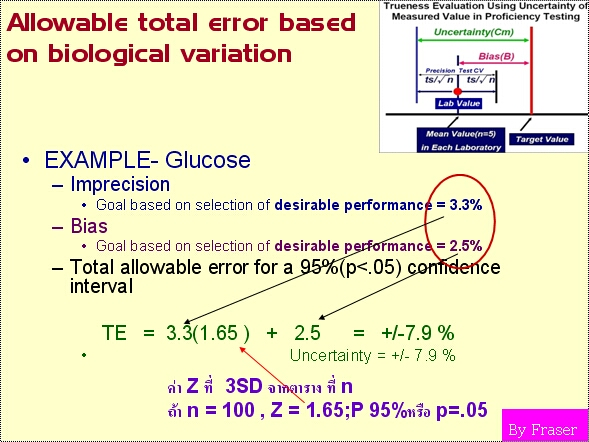 Allowable total error based
on biological variation
Trueness Evaluation Using Uncertainty of
Measured Value in Proficiency Testing
Uncertainty(Cm)
Bias(B)
Precision Test CV
ts/√n ts/√n
Lab Value
Mean Value(n=5)
in Each Laboratory
Target Value
• EXAMPLE- Glucose
– Imprecision
• Goal based on selection of desirable performance = 3.3%
– Bias
• Goal based on selection of desirable performance = 2.5%
– Total allowable error for a 95%(p<.05) confidence
interval
TE = 3.3(1.65 ) + 2.5 = +/-7.9 %
• Uncertainty = +/- 7.9 %
ค่า Z ที่ 3SD จากตาราง ที่ n
ถ้า n = 100 , Z = 1.65;P 95%หรือ p=.05
By Fraser